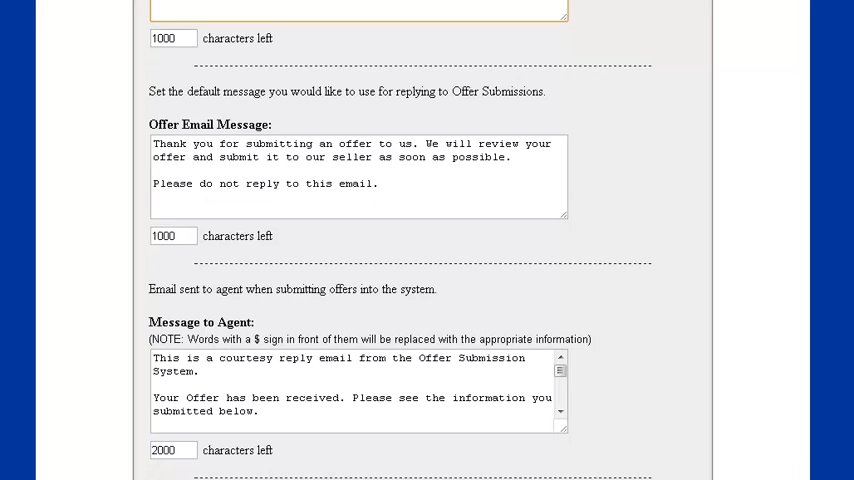 1000 characters left
Set the default message you would like to use for replying to Offer Submissions.
Offer Email Message:
Thank you for submitting an offer to us. We will review your
offer and submit it to our seller as soon as possible.
Please do not reply to this email.
1000 characters left
Email sent to agent when submitting offers into the system.
Message to Agent:
(NOTE: Words with a $ sign in front of them will be replaced with the appropriate information)
This is a courtesy reply email from the Offer Submission
System.
Your Offer has been received. Please see the information you
submitted below.
2000 characters left